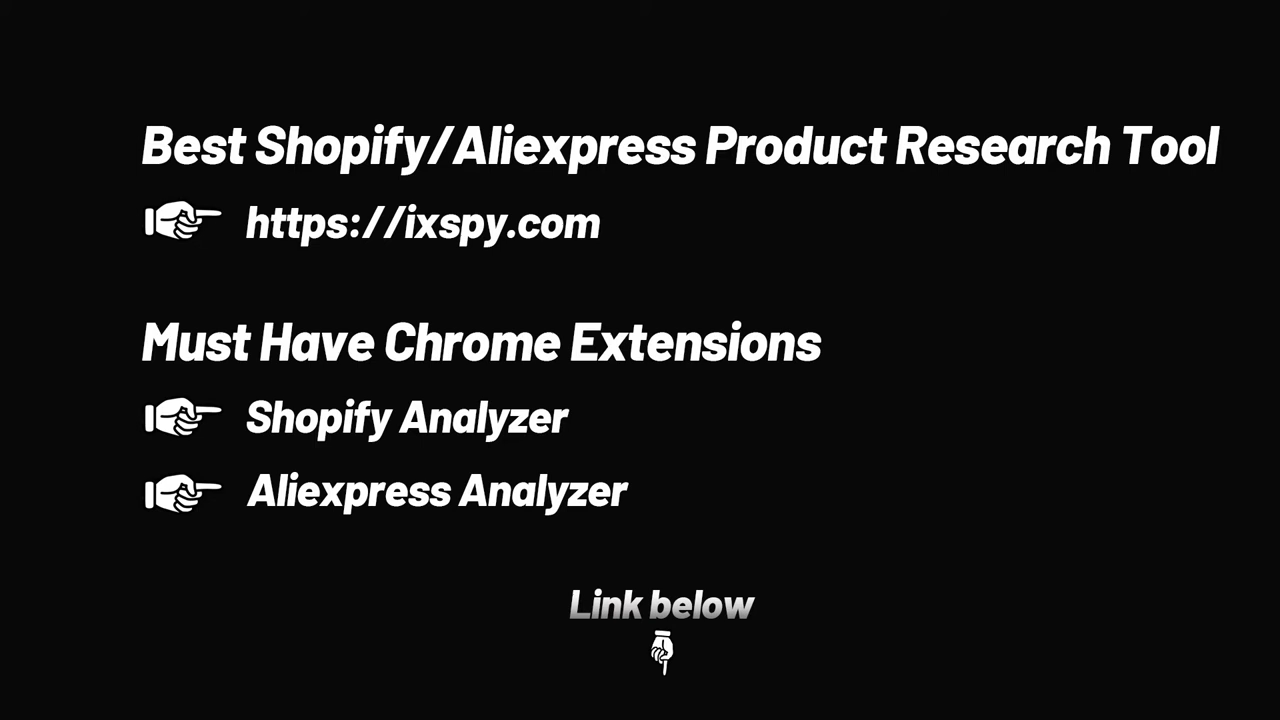 Best Shopify/Aliexpress Product Research Tool
https://ixspy.com
Must Have Chrome Extensions
Shopify Analyzer
Aliexpress Analyzer
Link below